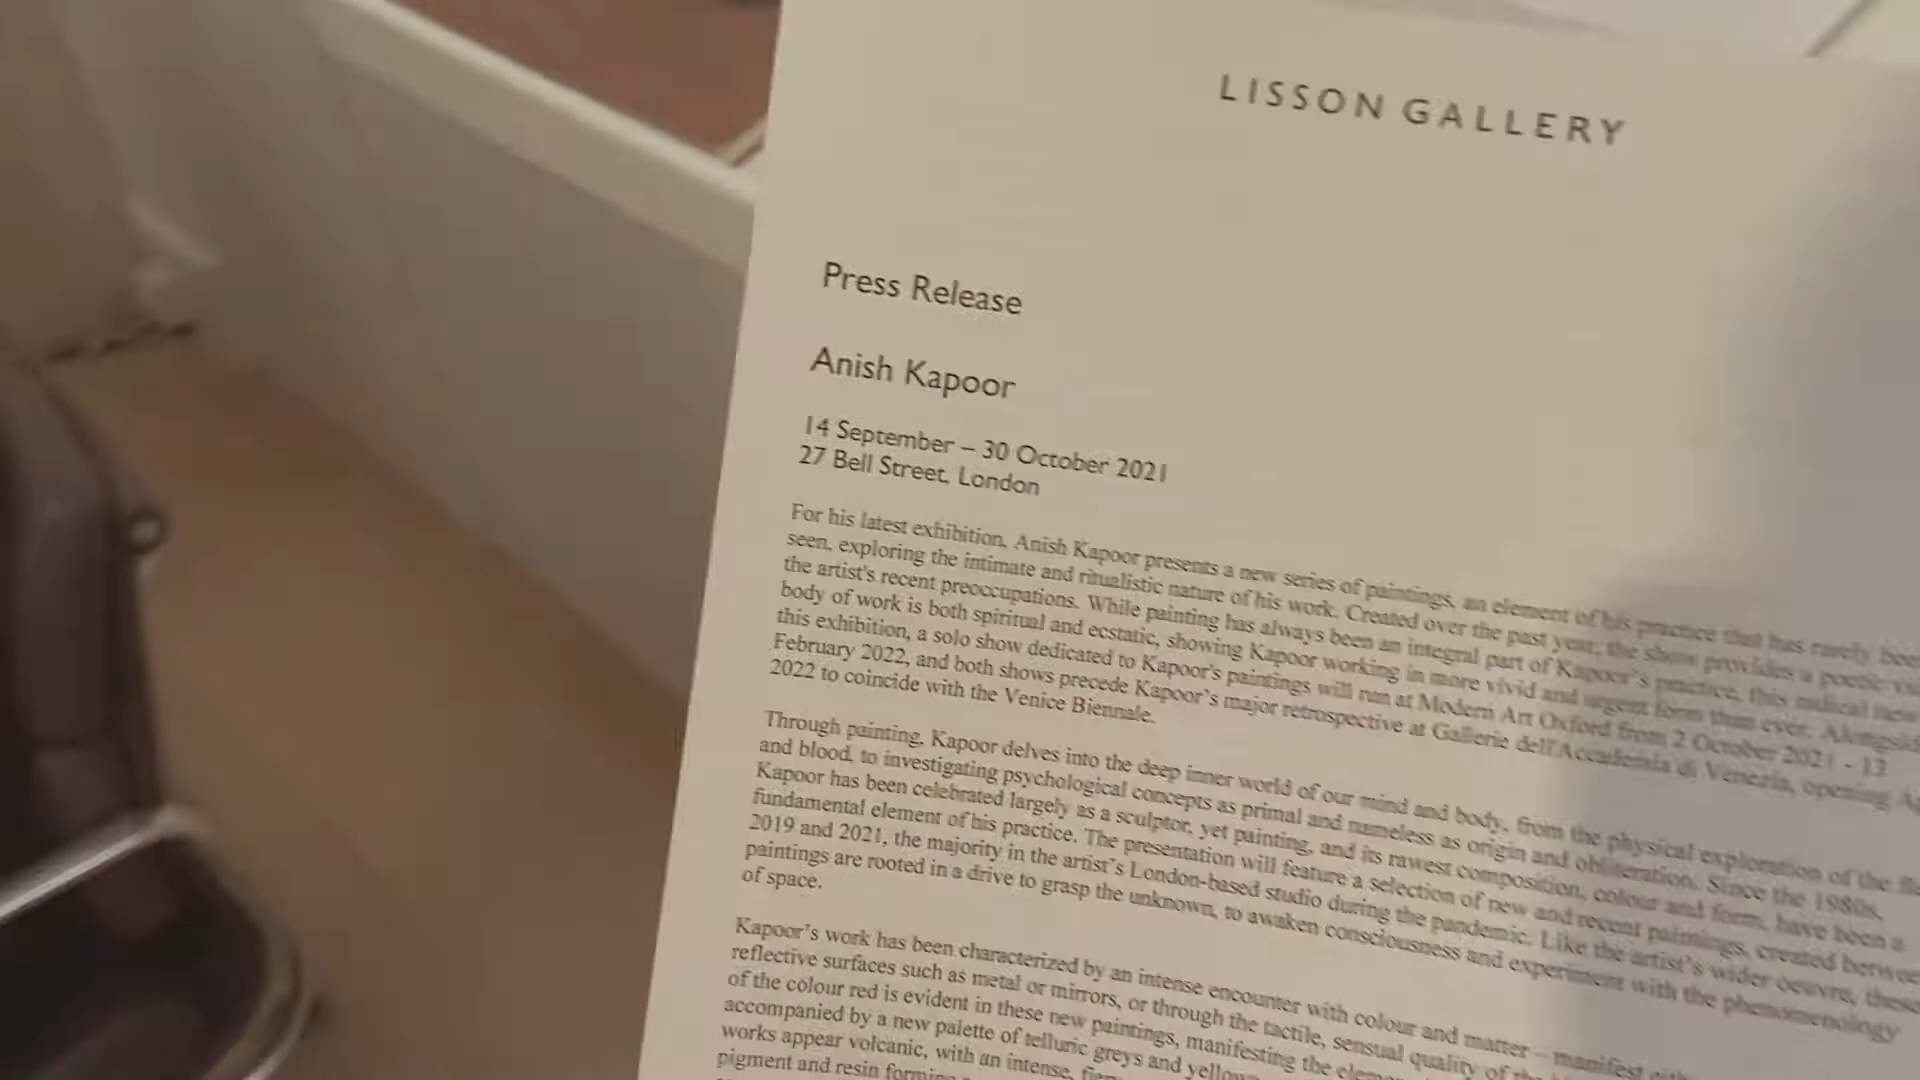 LISSON GALLERY
Press Release
Anish Kapoor
14 September – 30 October 2021
27 Bell Street, London
For his latest exhibition, Anish Kapoor presents a new series of paintings, an element of his practice that has rarely been
seen, exploring the intimate and ritualistic nature of his work. Created over the past year, the show provides a poetic
the artist's recent preoccupations. While painting has always been an integral part of Kapoor's practice, this radical new
body of work is both spiritual and ecstatic, showing Kapoor working in more vivid and urgent form than ever. Alongside
this exhibition, a solo show dedicated to Kapoor's paintings will run at Modern Art Oxford from 2 October 2021 - 13
February 2022, and both shows precede Kapoor's major retrospective at Gallerie dell'Accademia di Venezia, opening
2022 to coincide with the Venice Biennale.
Through painting, Kapoor delves into the deep inner world of our mind and body, from the physical exploration of the
and blood, to investigating psychological concepts as primal and nameless as origin and obliteration. Since the 1980s,
Kapoor has been celebrated largely as a sculptor, yet painting, and its rawest composition, colour and form, have been a
fundamental element of his practice. The presentation will feature a selection of new and recent paintings, created between
2019 and 2021, the majority in the artist's London-based studio during the pandemic. Like the artist's wider oeuvre, these
paintings are rooted in a drive to grasp the unknown, to awaken consciousness and experiment with the phenomenology
of space.
Kapoor's work has been characterized by an intense encounter with colour and matter – manifest
reflective surfaces such as metal or mirrors, or through the tactile, sensual quality of
of the colour red is evident in these new paintings, manifesting the
accompanied by a new palette of telluric greys and
works appear volcanic, with an intense,
pigment and resin